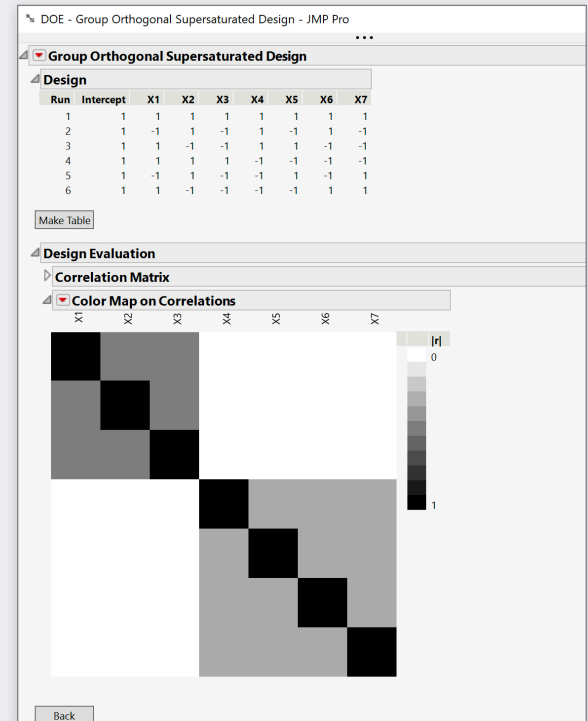 DOE - Group Orthogonal Supersaturated Design - JMP Pro
Group Orthogonal Supersaturated Design
Design
Run Intercept X1 X2 X3 X4 X5 X6 X7
1 1 1 1 1 1 1 1 1
2 1 -1 1 -1 1 -1 1 -1
3 1 1 -1 -1 1 1 -1 -1
4 1 1 1 1 -1 -1 -1 -1
5 1 -1 1 -1 -1 1 -1 1
6 1 1 -1 -1 -1 -1 1 1
Make Table
Design Evaluation
Correlation Matrix
Color Map on Correlations
X1 X2 X3 X4 X5 X6 X7
|r|
0
1
Back